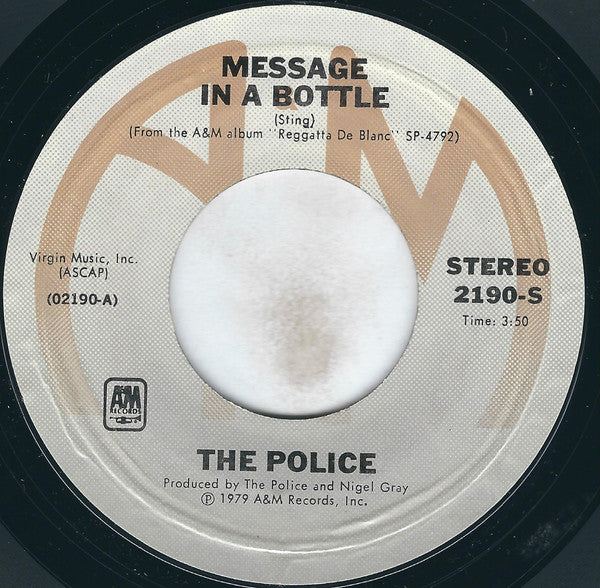 MESSAGE
IN A BOTTLE
(Sting)
(From the A&M album "Reggatta De Blanc" SP-4792)
Virgin Music, Inc.
(ASCAP)
(02190-A)
STEREO
2190-S
Time: 3:50
A&M
RECORDS
THE POLICE
Produced by The Police and Nigel Gray
℗ 1979 A&M Records, Inc.